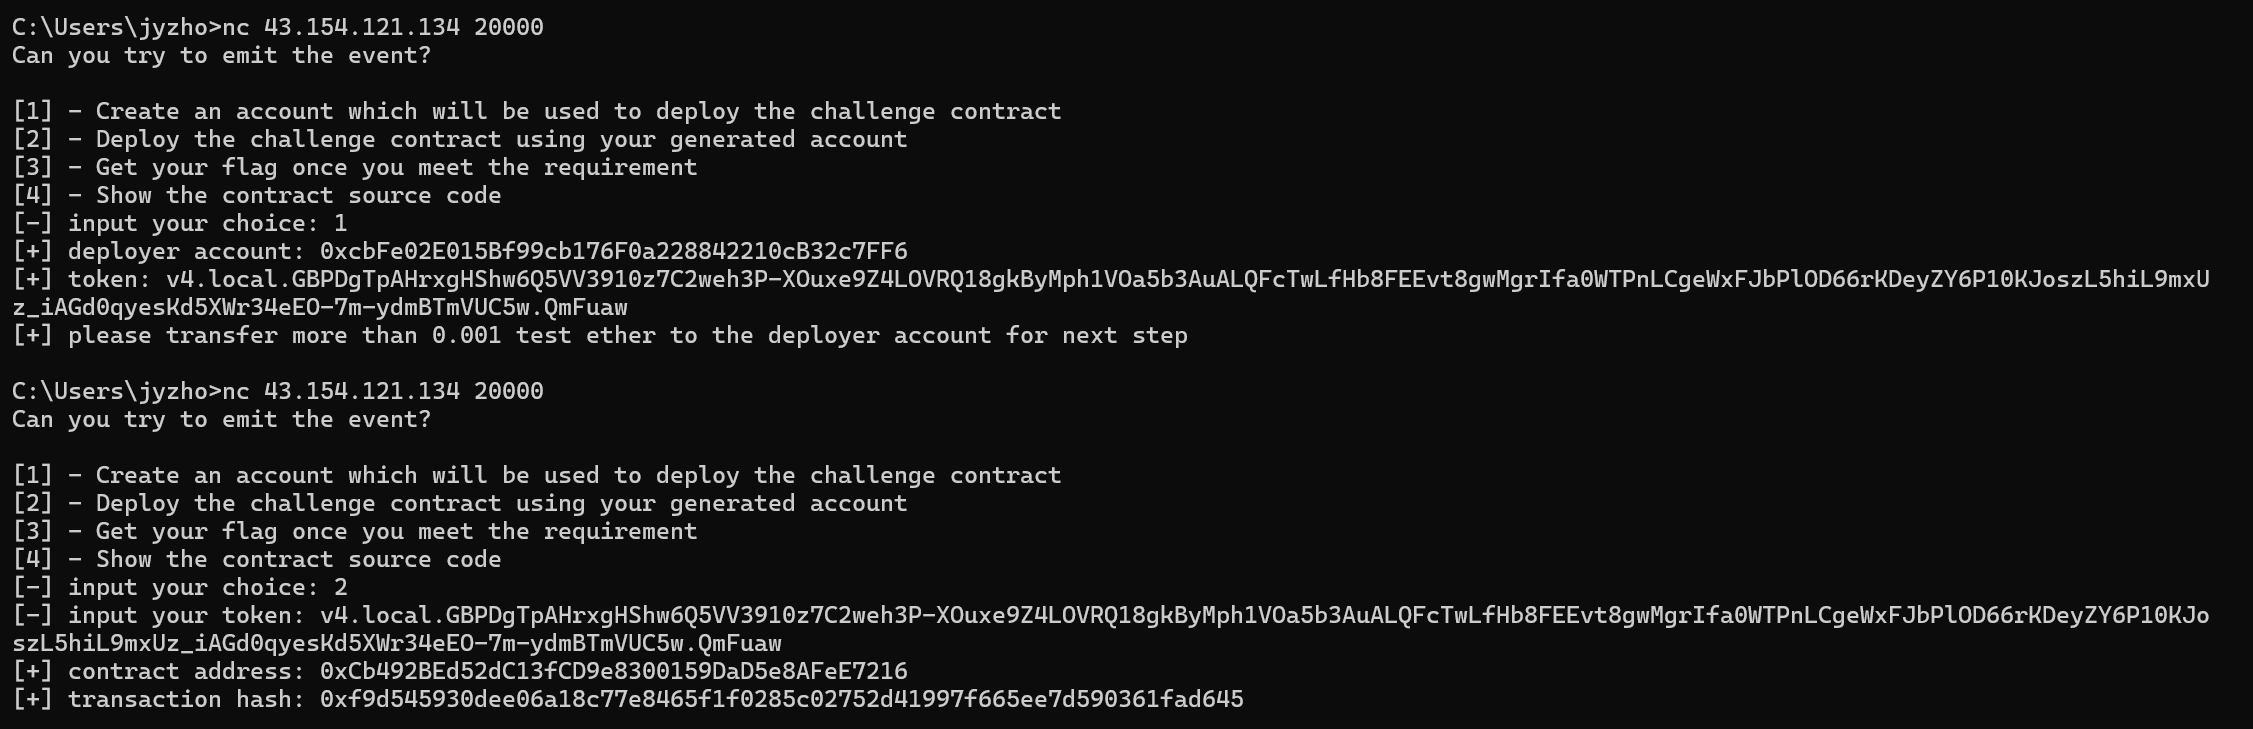 C:\Users\jyzho>nc 43.154.121.134 20000
Can you try to emit the event?
[1] - Create an account which will be used to deploy the challenge contract
[2] - Deploy the challenge contract using your generated account
[3] - Get your flag once you meet the requirement
[4] - Show the contract source code
[-] input your choice: 1
[+] deployer account: 0xcbFe02E015Bf99cb176F0a228842210cB32c7FF6
[+] token: v4.local.GBPDgTpAHrxgHShw6Q5VV3910z7C2weh3P-XOuxe9Z4LOVRQ18gkByMph1VOa5b3AuALQFcTwLfHb8FEEvt8gwMgrIfa0WTPnLCgeWxFJbPlOD66rKDeyZY6P10KJoszL5hiL9mxU
z_iAGd0qyesKd5XWr34eEO-7m-ydmBTmVUC5w.QmFuaw
[+] please transfer more than 0.001 test ether to the deployer account for next step
C:\Users\jyzho>nc 43.154.121.134 20000
Can you try to emit the event?
[1] - Create an account which will be used to deploy the challenge contract
[2] - Deploy the challenge contract using your generated account
[3] - Get your flag once you meet the requirement
[4] - Show the contract source code
[-] input your choice: 2
[-] input your token: v4.local.GBPDgTpAHrxgHShw6Q5VV3910z7C2weh3P-XOuxe9Z4LOVRQ18gkByMph1VOa5b3AuALQFcTwLfHb8FEEvt8gwMgrIfa0WTPnLCgeWxFJbPlOD66rKDeyZY6P10KJo
szL5hiL9mxUz_iAGd0qyesKd5XWr34eEO-7m-ydmBTmVUC5w.QmFuaw
[+] contract address: 0xCb492BEd52dC13fCD9e8300159DaD5e8AFeE7216
[+] transaction hash: 0xf9d545930dee06a18c77e8465f1f0285c02752d41997f665ee7d590361fad645